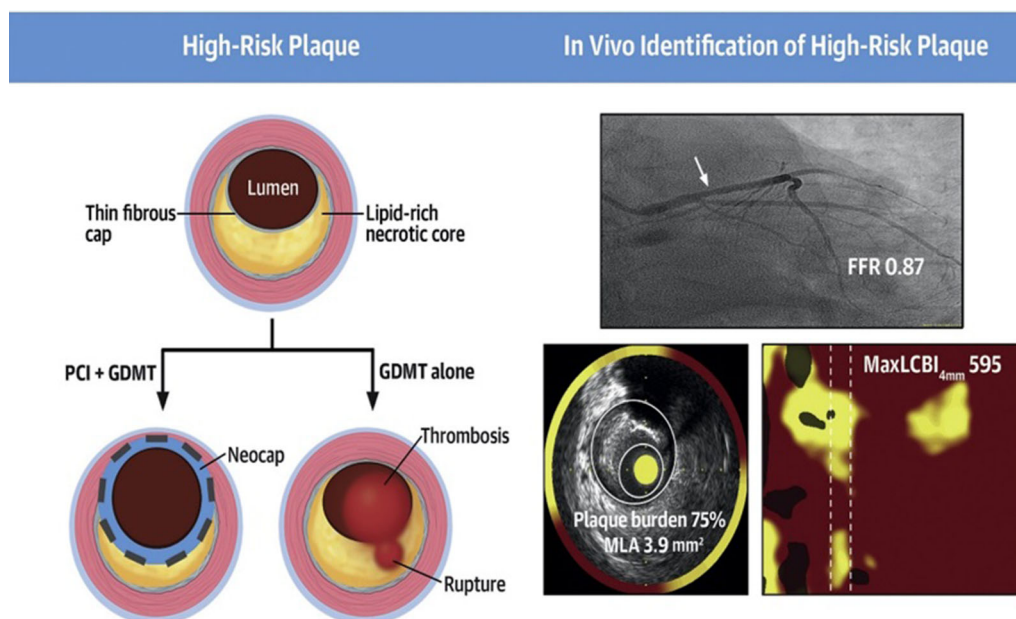 High-Risk Plaque
In Vivo Identification of High-Risk Plaque
Lumen
Thin fibrous
cap
Lipid-rich
necrotic core
PCI + GDMT
GDMT alone
Neocap
Thrombosis
Rupture
FFR 0.87
Plaque burden 75%
MLA 3.9 mm²
MaxLCBI4mm 595